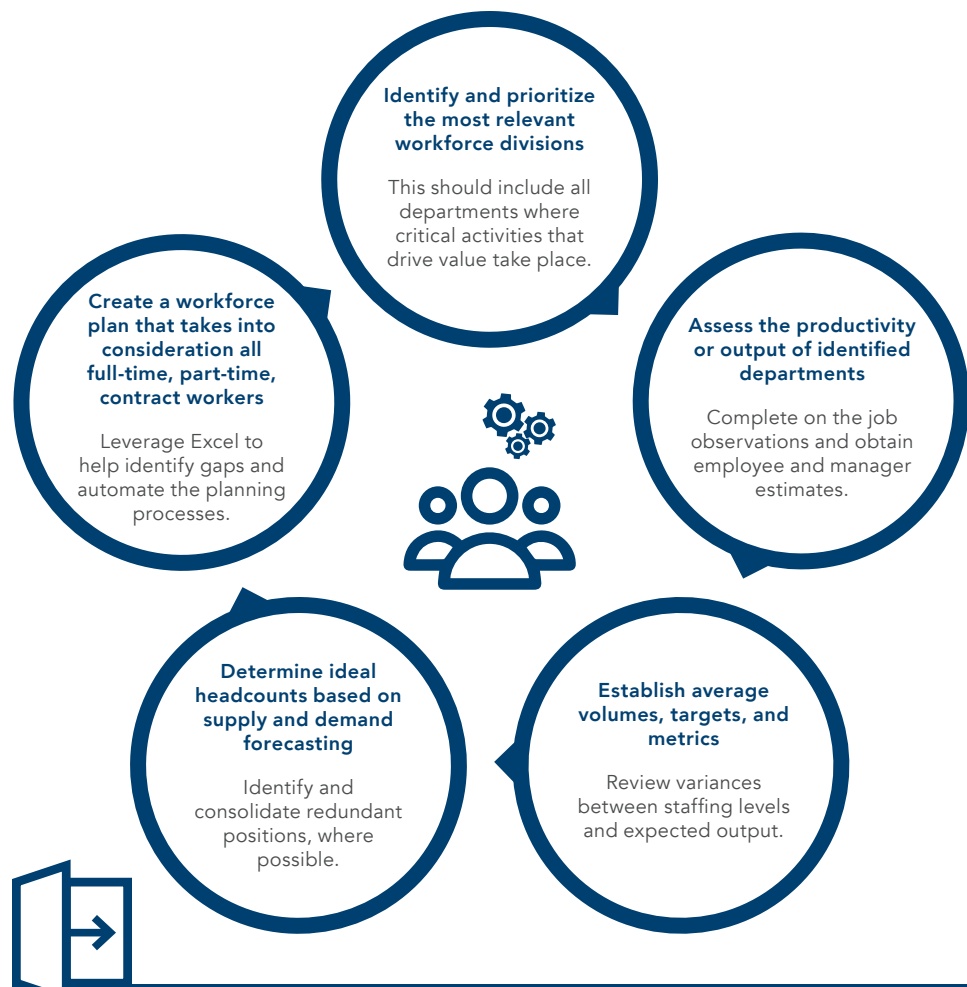 Identify and prioritize
the most relevant
workforce divisions
This should include all
departments where
critical activities that
drive value take place.
Assess the productivity
or output of identified
departments
Complete on the job
observations and obtain
employee and manager
estimates.
Establish average
volumes, targets, and
metrics
Review variances
between staffing levels
and expected output.
Determine ideal
headcounts based on
supply and demand
forecasting
Identify and
consolidate redundant
positions, where
possible.
Create a workforce
plan that takes into
consideration all
full-time, part-time,
contract workers
Leverage Excel to
help identify gaps and
automate the planning
processes.